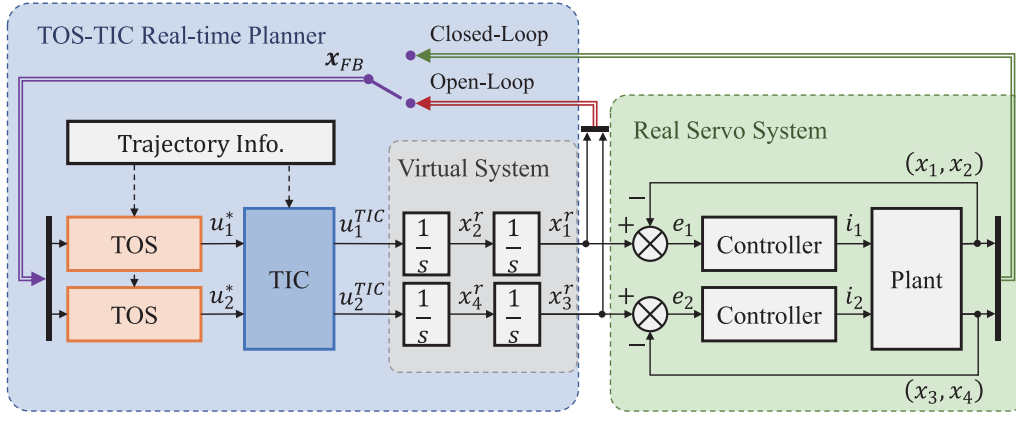 TOS-TIC Real-time Planner
Closed-Loop
x_{FB}
Open-Loop
Real Servo System
Trajectory Info.
Virtual System
(x_1, x_2)
TOS
u_1^*
TIC
u_1^{TIC}
1/s
x_2^r
1/s
x_1^r
+
−
e_1
Controller
i_1
Plant
TOS
u_2^*
u_2^{TIC}
1/s
x_4^r
1/s
x_3^r
+
−
e_2
Controller
i_2
(x_3, x_4)